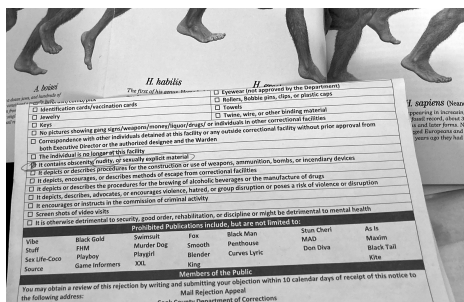 A. boisei
H. habilis
The first of his genus
H.
H. sapiens (Nean
ppearing in increasin
Identification cards/vaccination cards
Jewelry
Keys
Eyewear (not approved by the Department)
Rollers, Bobbie pins, clips, or plastic caps
Towels
Twine, wire, or other binding material
No pictures showing gang signs/weapons/money/liquor/drugs/ or individuals in other correctional facilities
Correspondence with other individuals detained at this facility or any outside correctional facility without prior approval from
both Executive Director or the authorized designee and the Warden
The individual is no longer at this facility
It contains obscenity, nudity, or sexually explicit material
It depicts or describes procedures for the construction or use of weapons, ammunition, bombs, or incendiary devices
It depicts, encourages, or describes methods of escape from correctional facilities
It depicts or describes the procedures for the brewing of alcoholic beverages or the manufacture of drugs
It depicts, describes, advocates, or encourages violence, hatred, or group disruption or poses a risk of violence or disruption
It encourages or instructs in the commission of criminal activity
Screen shots of video visits
It is otherwise detrimental to security, good order, rehabilitation, or discipline or might be detrimental to mental health
Prohibited Publications include, but are not limited to:
Vibe Black Gold Swimsuit Fox Black Man Stun Cheri As Is
Stuff FHM Murder Dog Smooth Penthouse MAD Maxim
Sex Life-Coco Playboy Playgirl Blender Curves Lyric Don Diva Black Tail
Source Game Informers XXL King Kite
Members of the Public
You may obtain a review of this rejection by writing and submitting your objection within 10 calendar days of receipt of this notice to
the following address:
Mail Rejection Appeal
County Department of Corrections